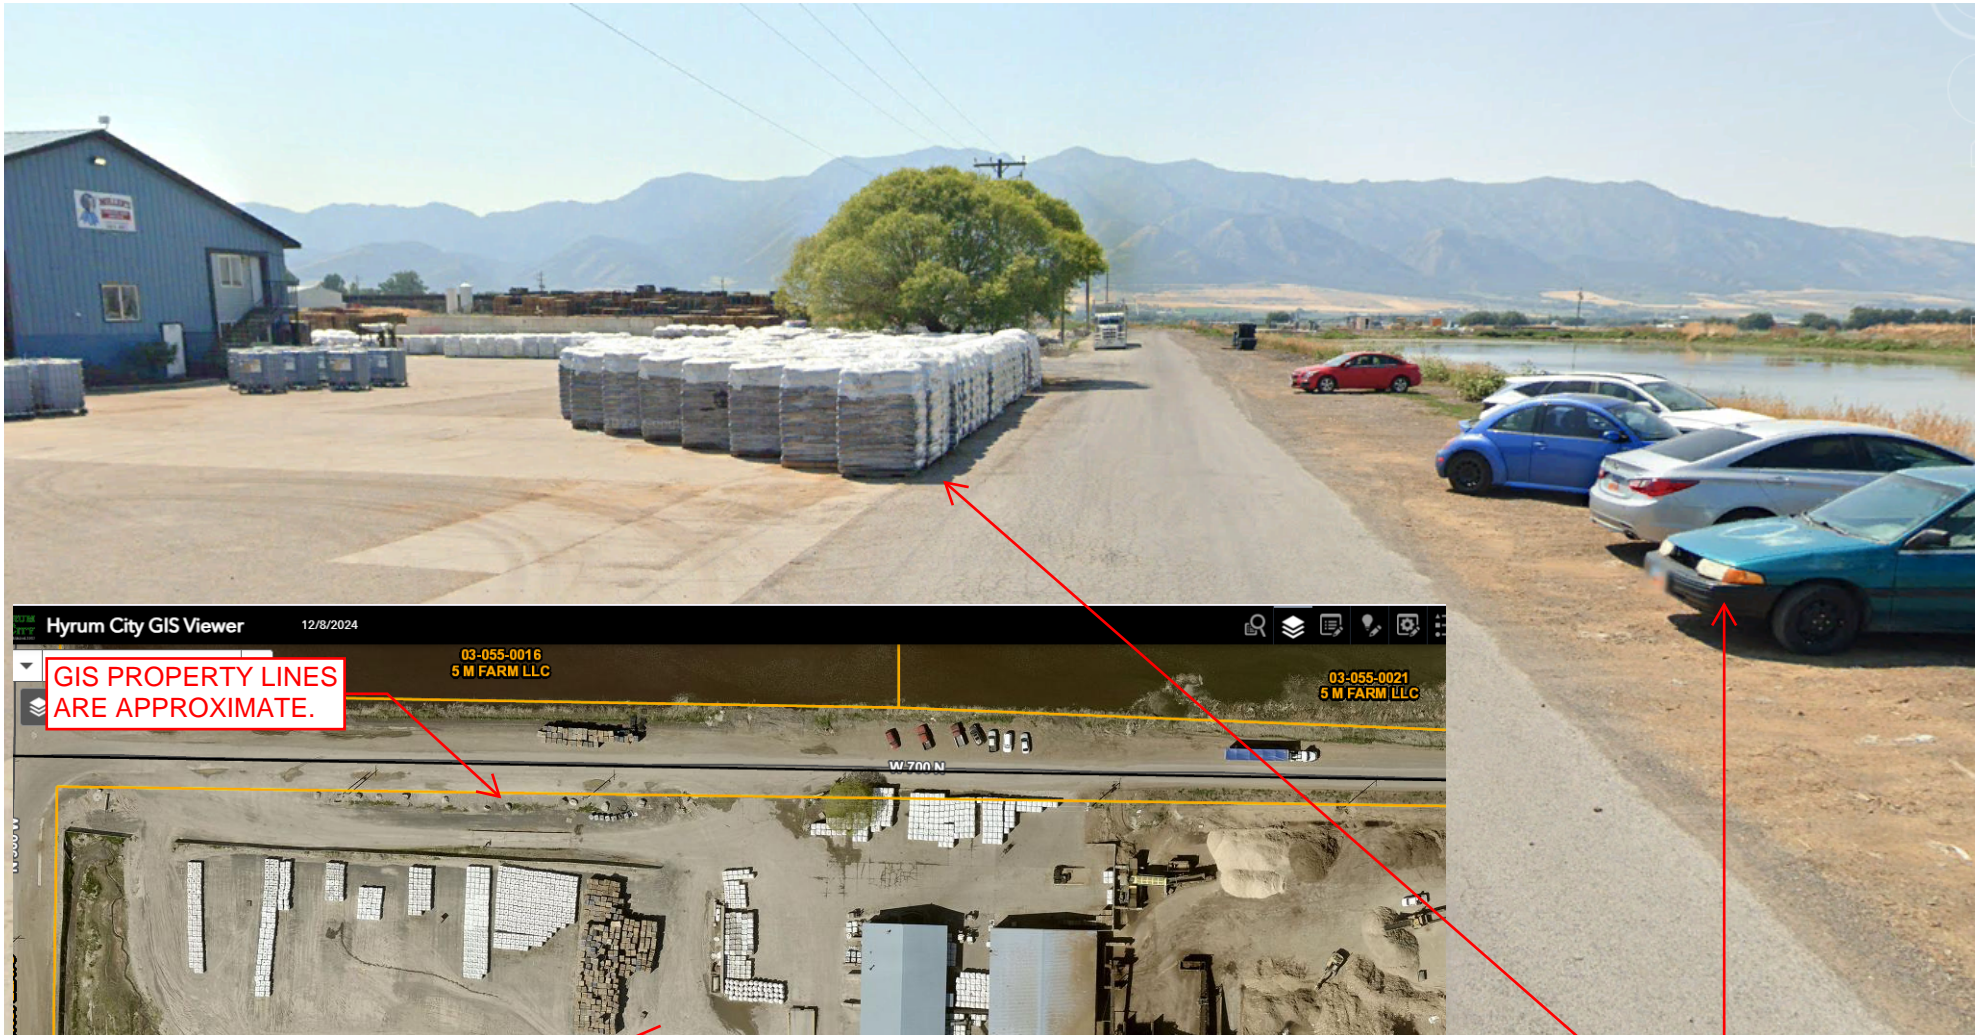 MILLER'S
Hyrum City GIS Viewer
12/8/2024
03-055-0016
5 M FARM LLC
03-055-0021
5 M FARM LLC
GIS PROPERTY LINES
ARE APPROXIMATE.
W 700 N